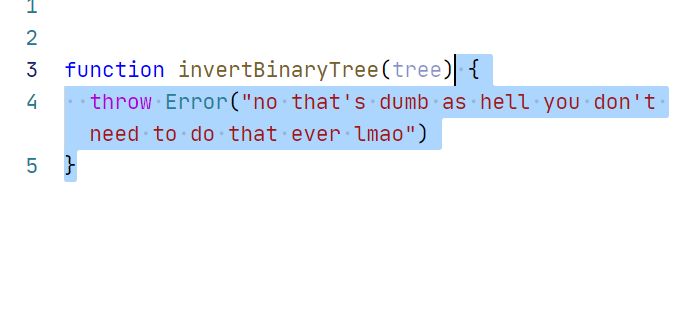 1
2
3 function invertBinaryTree(tree) {
4 throw Error("no that's dumb as hell you don't
need to do that ever lmao")
5 }